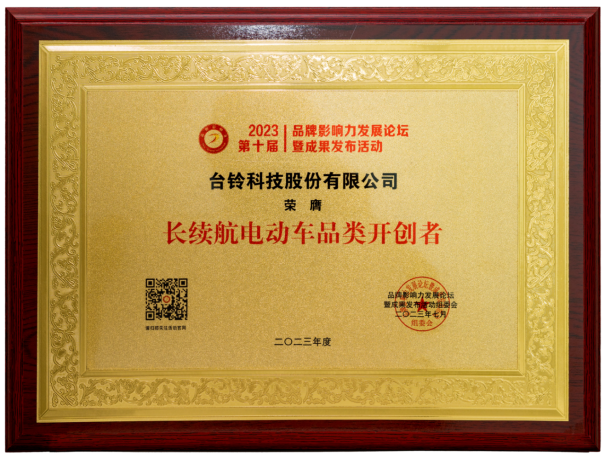 2023
第十届
品牌影响力发展论坛
暨成果发布活动
台铃科技股份有限公司
荣膺
长续航电动车品类开创者
品牌影响力发展论坛
暨成果发布活动组委会
二〇二三年七月
组委会
二〇二三年度